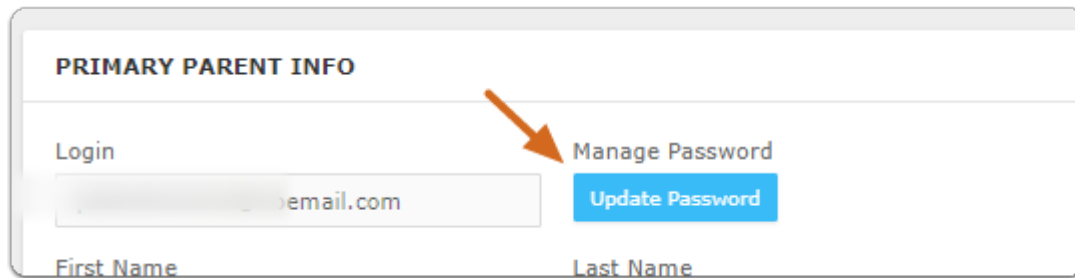 PRIMARY PARENT INFO
Login
Manage Password
email.com
Update Password
First Name
Last Name